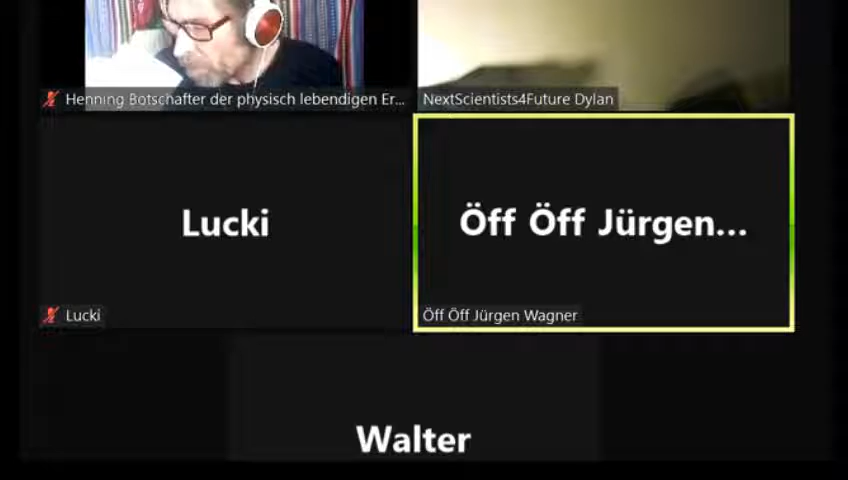 Henning Botschafter der physisch lebendigen Er...
NextScientists4Future Dylan
Lucki
Öff Öff Jürgen...
Lucki
Öff Öff Jürgen Wagner
Walter